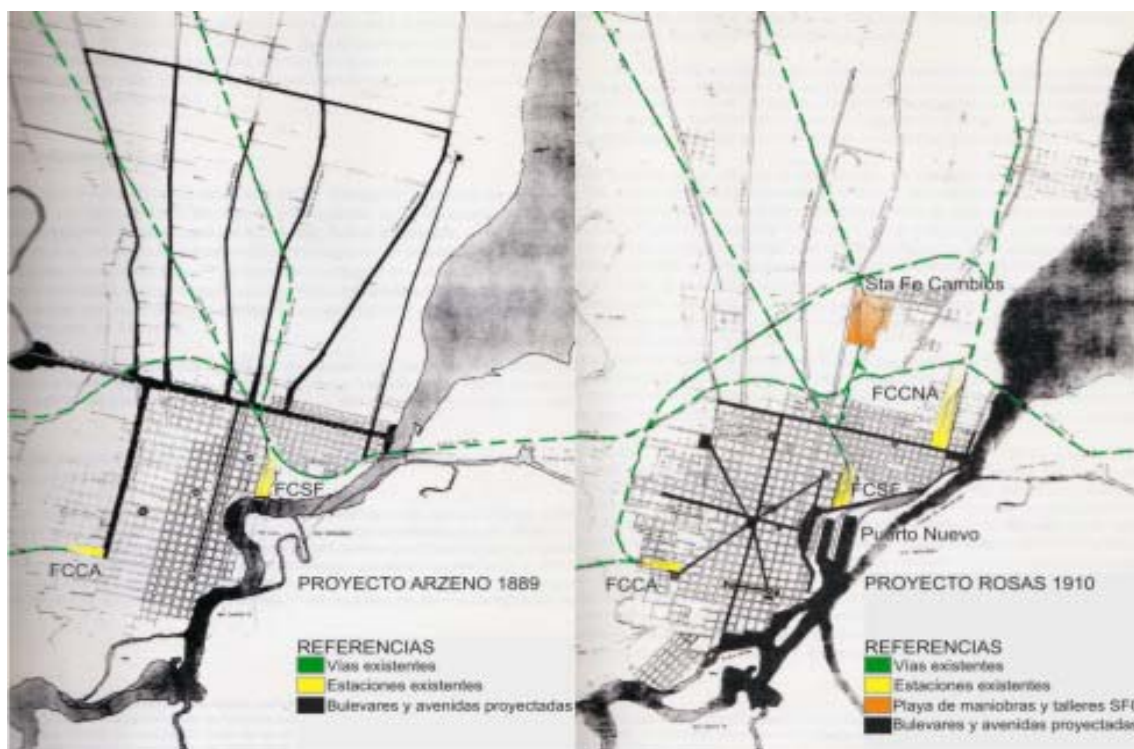 FCSF
FCCA
PROYECTO ARZENO 1889
REFERENCIAS
Vías existentes
Estaciones existentes
Bulevares y avenidas proyectadas
Sta Fe Cambios
FCCNA
FCSF
Puerto Nuevo
FCCA
PROYECTO ROSAS 1910
REFERENCIAS
Vías existentes
Estaciones existentes
Playa de maniobras y talleres SFC
Bulevares y avenidas proyectadas